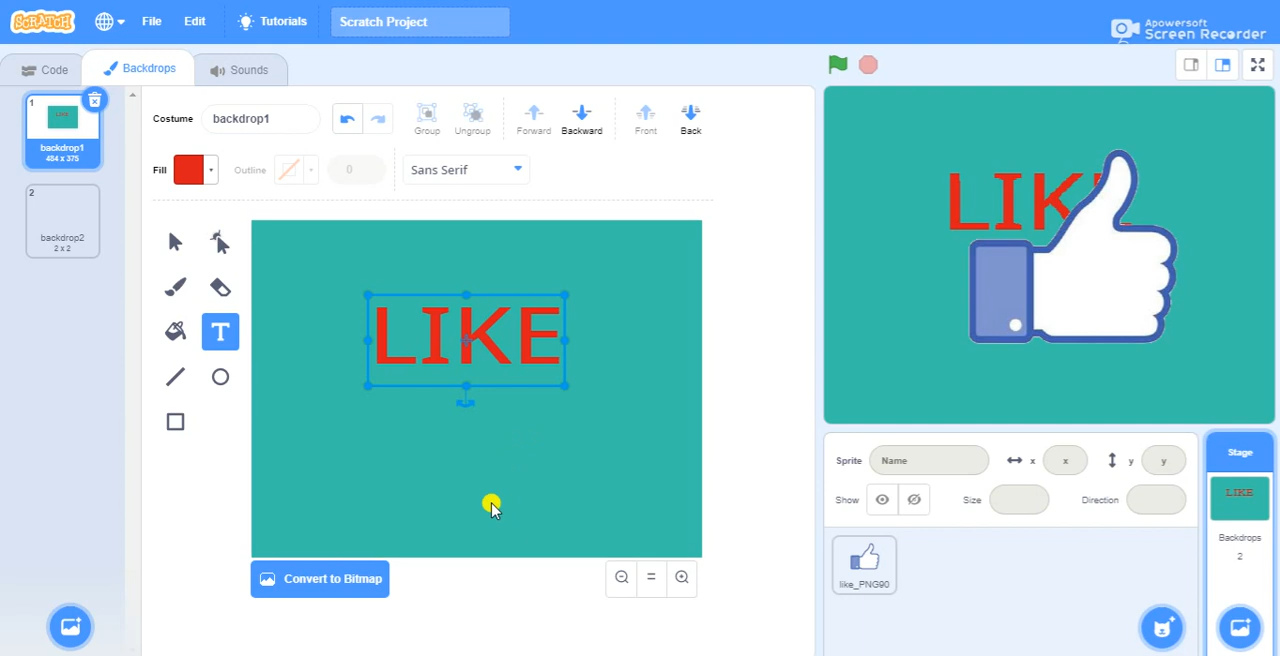 SCRATCH File Edit Tutorials Scratch Project
Apowersoft
Screen Recorder
Code Backdrops Sounds
1
backdrop1
484 x 375
2
backdrop2
2 x 2
Costume backdrop1 Group Ungroup Forward Backward Front Back
Fill Outline 0 Sans Serif
T
LIKE
Convert to Bitmap
LIK
Sprite Name x x y y
Show Size Direction
like_PNG90
Stage
LIKE
Backdrops
2